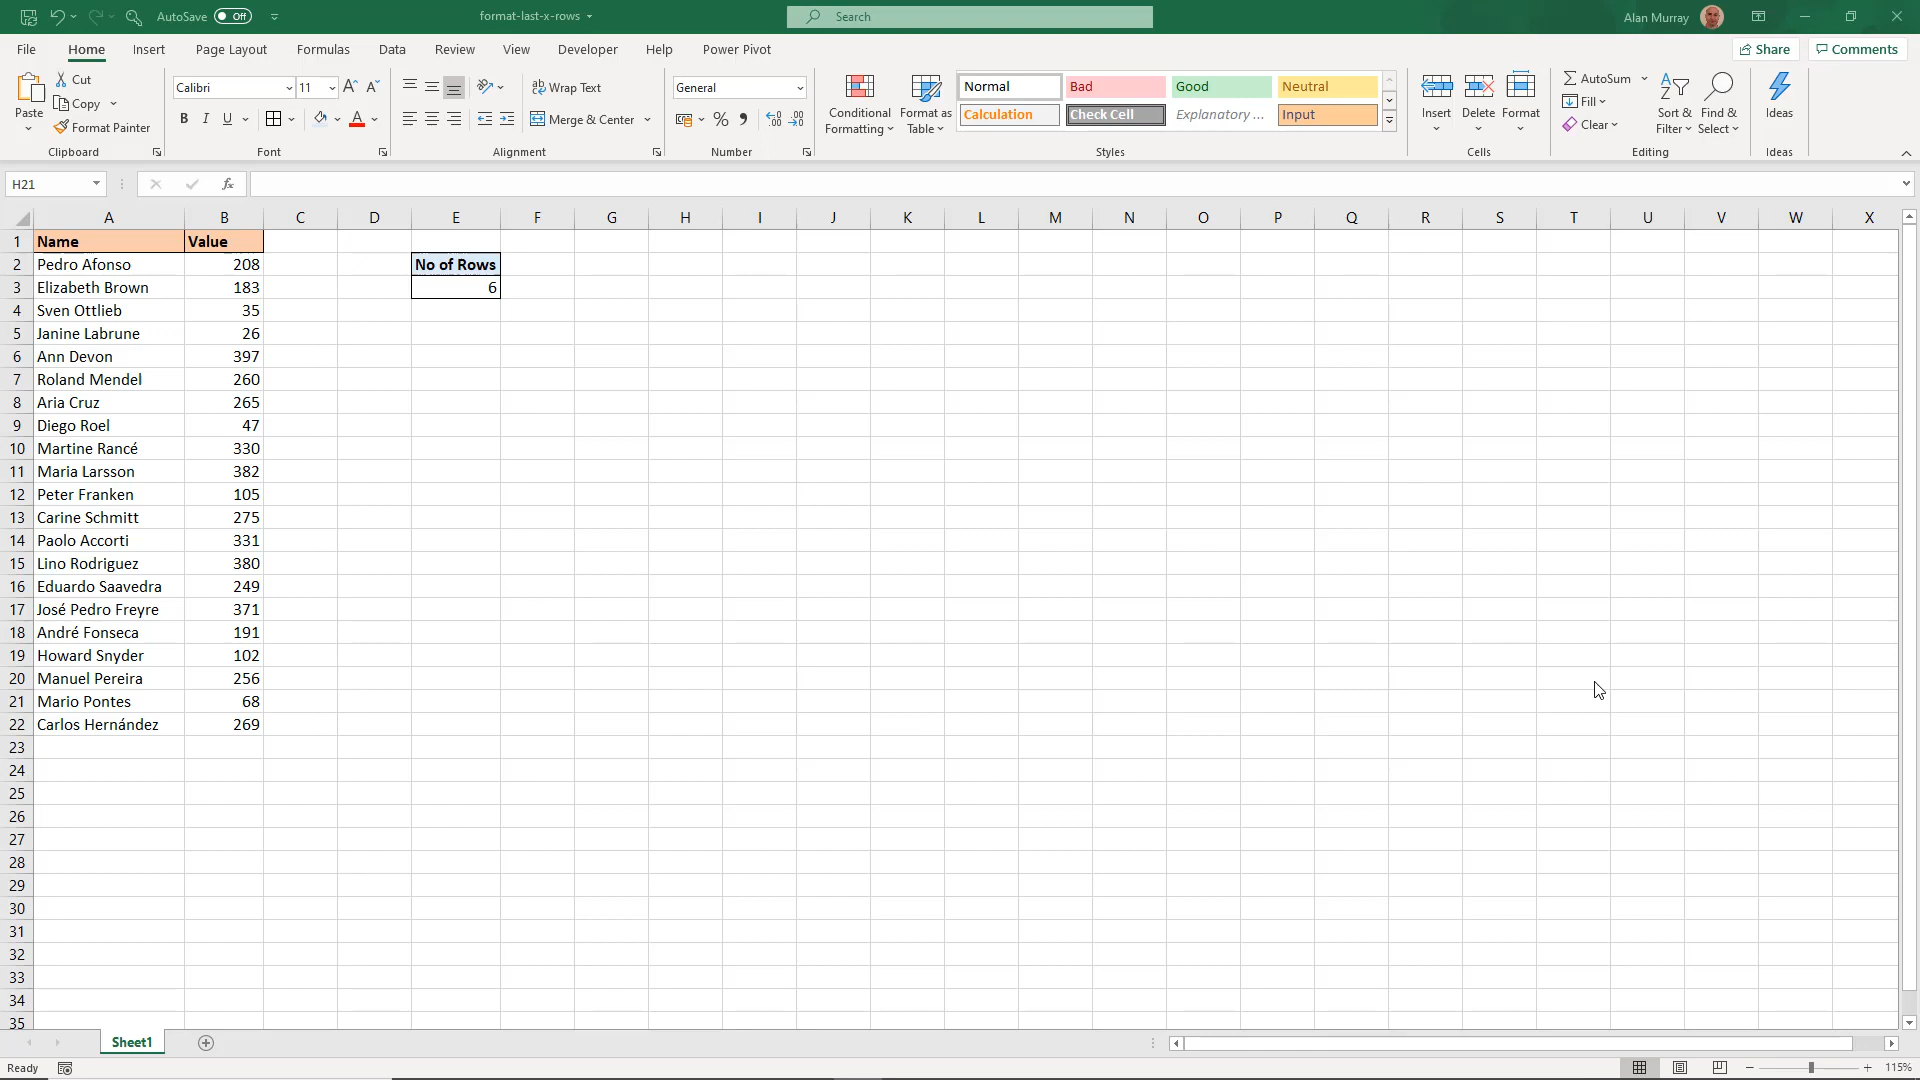 AutoSave Off format-last-x-rows Search Alan Murray
File Home Insert Page Layout Formulas Data Review View Developer Help Power Pivot Share Comments
Paste Cut Copy Format Painter Clipboard
Calibri 11 B I U A Font
Wrap Text Merge & Center Alignment
General % Number
Conditional Formatting Format as Table Normal Bad Good Neutral
Calculation Check Cell Explanatory ... Input Styles
Insert Delete Format Cells
AutoSum Fill Clear Sort & Filter Find & Select Editing
Ideas Ideas
H21 fx
A B C D E F G H I J K L M N O P Q R S T U V W X
1 Name Value
2 Pedro Afonso 208 No of Rows
3 Elizabeth Brown 183 6
4 Sven Ottlieb 35
5 Janine Labrune 26
6 Ann Devon 397
7 Roland Mendel 260
8 Aria Cruz 265
9 Diego Roel 47
10 Martine Rancé 330
11 Maria Larsson 382
12 Peter Franken 105
13 Carine Schmitt 275
14 Paolo Accorti 331
15 Lino Rodriguez 380
16 Eduardo Saavedra 249
17 José Pedro Freyre 371
18 André Fonseca 191
19 Howard Snyder 102
20 Manuel Pereira 256
21 Mario Pontes 68
22 Carlos Hernández 269
23
24
25
26
27
28
29
30
31
32
33
34
35
Sheet1
Ready 115%